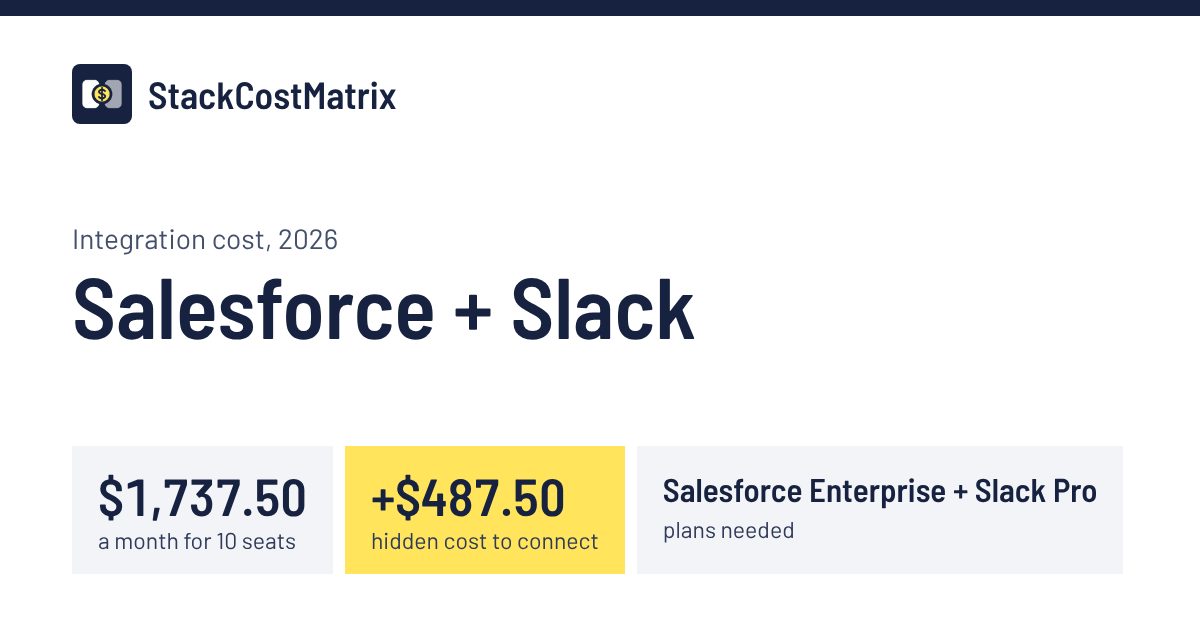 StackCostMatrix
Integration cost, 2026
Salesforce + Slack
$1,737.50
a month for 10 seats
+$487.50
hidden cost to connect
Salesforce Enterprise + Slack Pro
plans needed